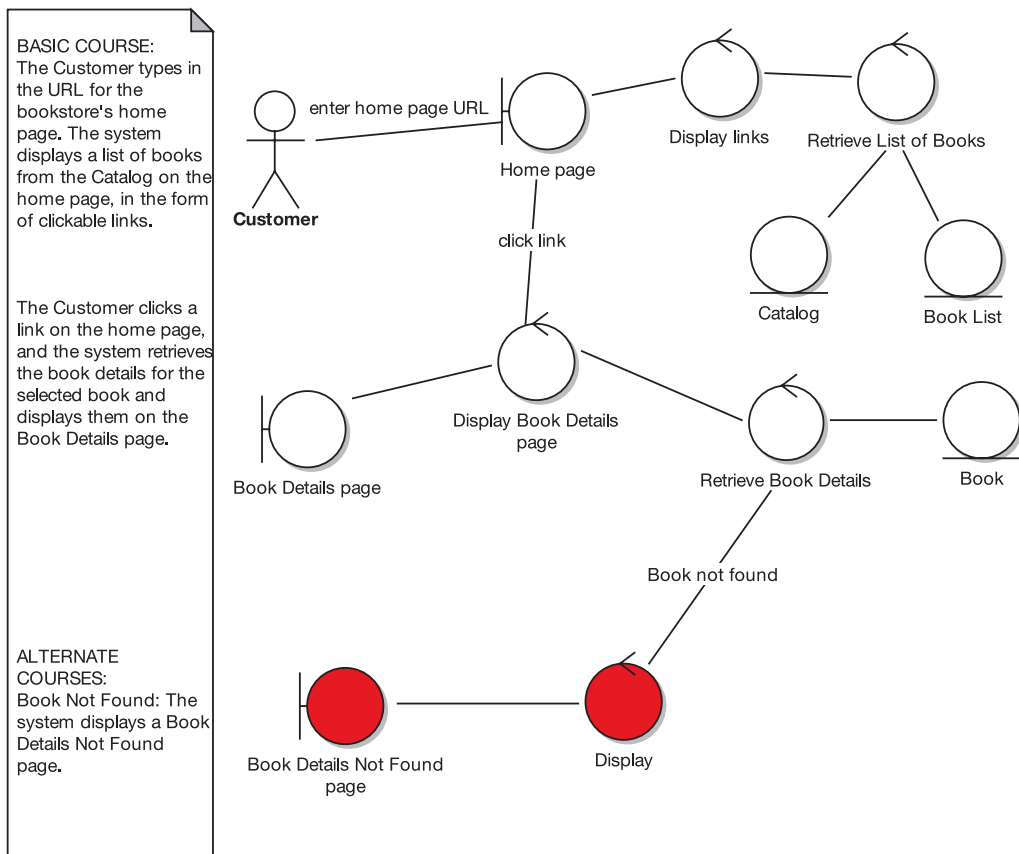 BASIC COURSE:
The Customer types in
the URL for the
bookstore's home
page. The system
displays a list of books
from the Catalog on the
home page, in the form
of clickable links.
The Customer clicks a
link on the home page,
and the system retrieves
the book details for the
selected book and
displays them on the
Book Details page.
ALTERNATE
COURSES:
Book Not Found: The
system displays a Book
Details Not Found
page.
enter home page URL
Customer
Home page
Display links
Retrieve List of Books
click link
Catalog
Book List
Display Book Details
page
Book Details page
Retrieve Book Details
Book
Book not found
Book Details Not Found
page
Display